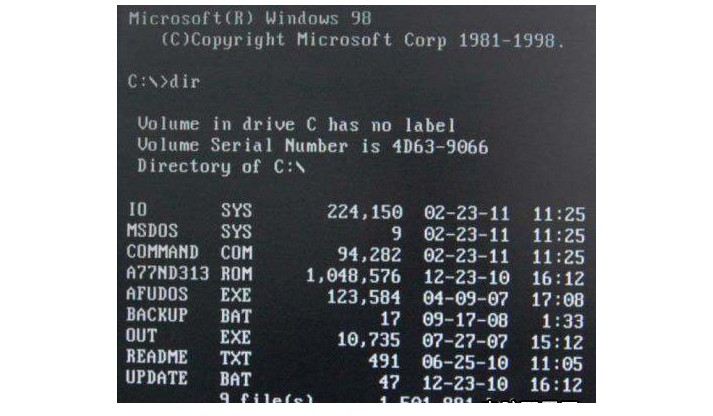 Microsoft(R) Windows 98
(C)Copyright Microsoft Corp 1981-1998.
C:\>dir
Volume in drive C has no label
Volume Serial Number is 4D63-9066
Directory of C:\
IO SYS 224,150 02-23-11 11:25
MSDOS SYS 9 02-23-11 11:25
COMMAND COM 94,282 02-23-11 11:25
A77ND313 ROM 1,048,576 12-23-10 16:12
AFUDOS EXE 123,584 04-09-07 17:08
BACKUP BAT 17 09-17-08 1:33
OUT EXE 10,735 07-27-07 15:12
README TXT 491 06-25-10 11:05
UPDATE BAT 47 12-23-10 16:12
9 file(s)